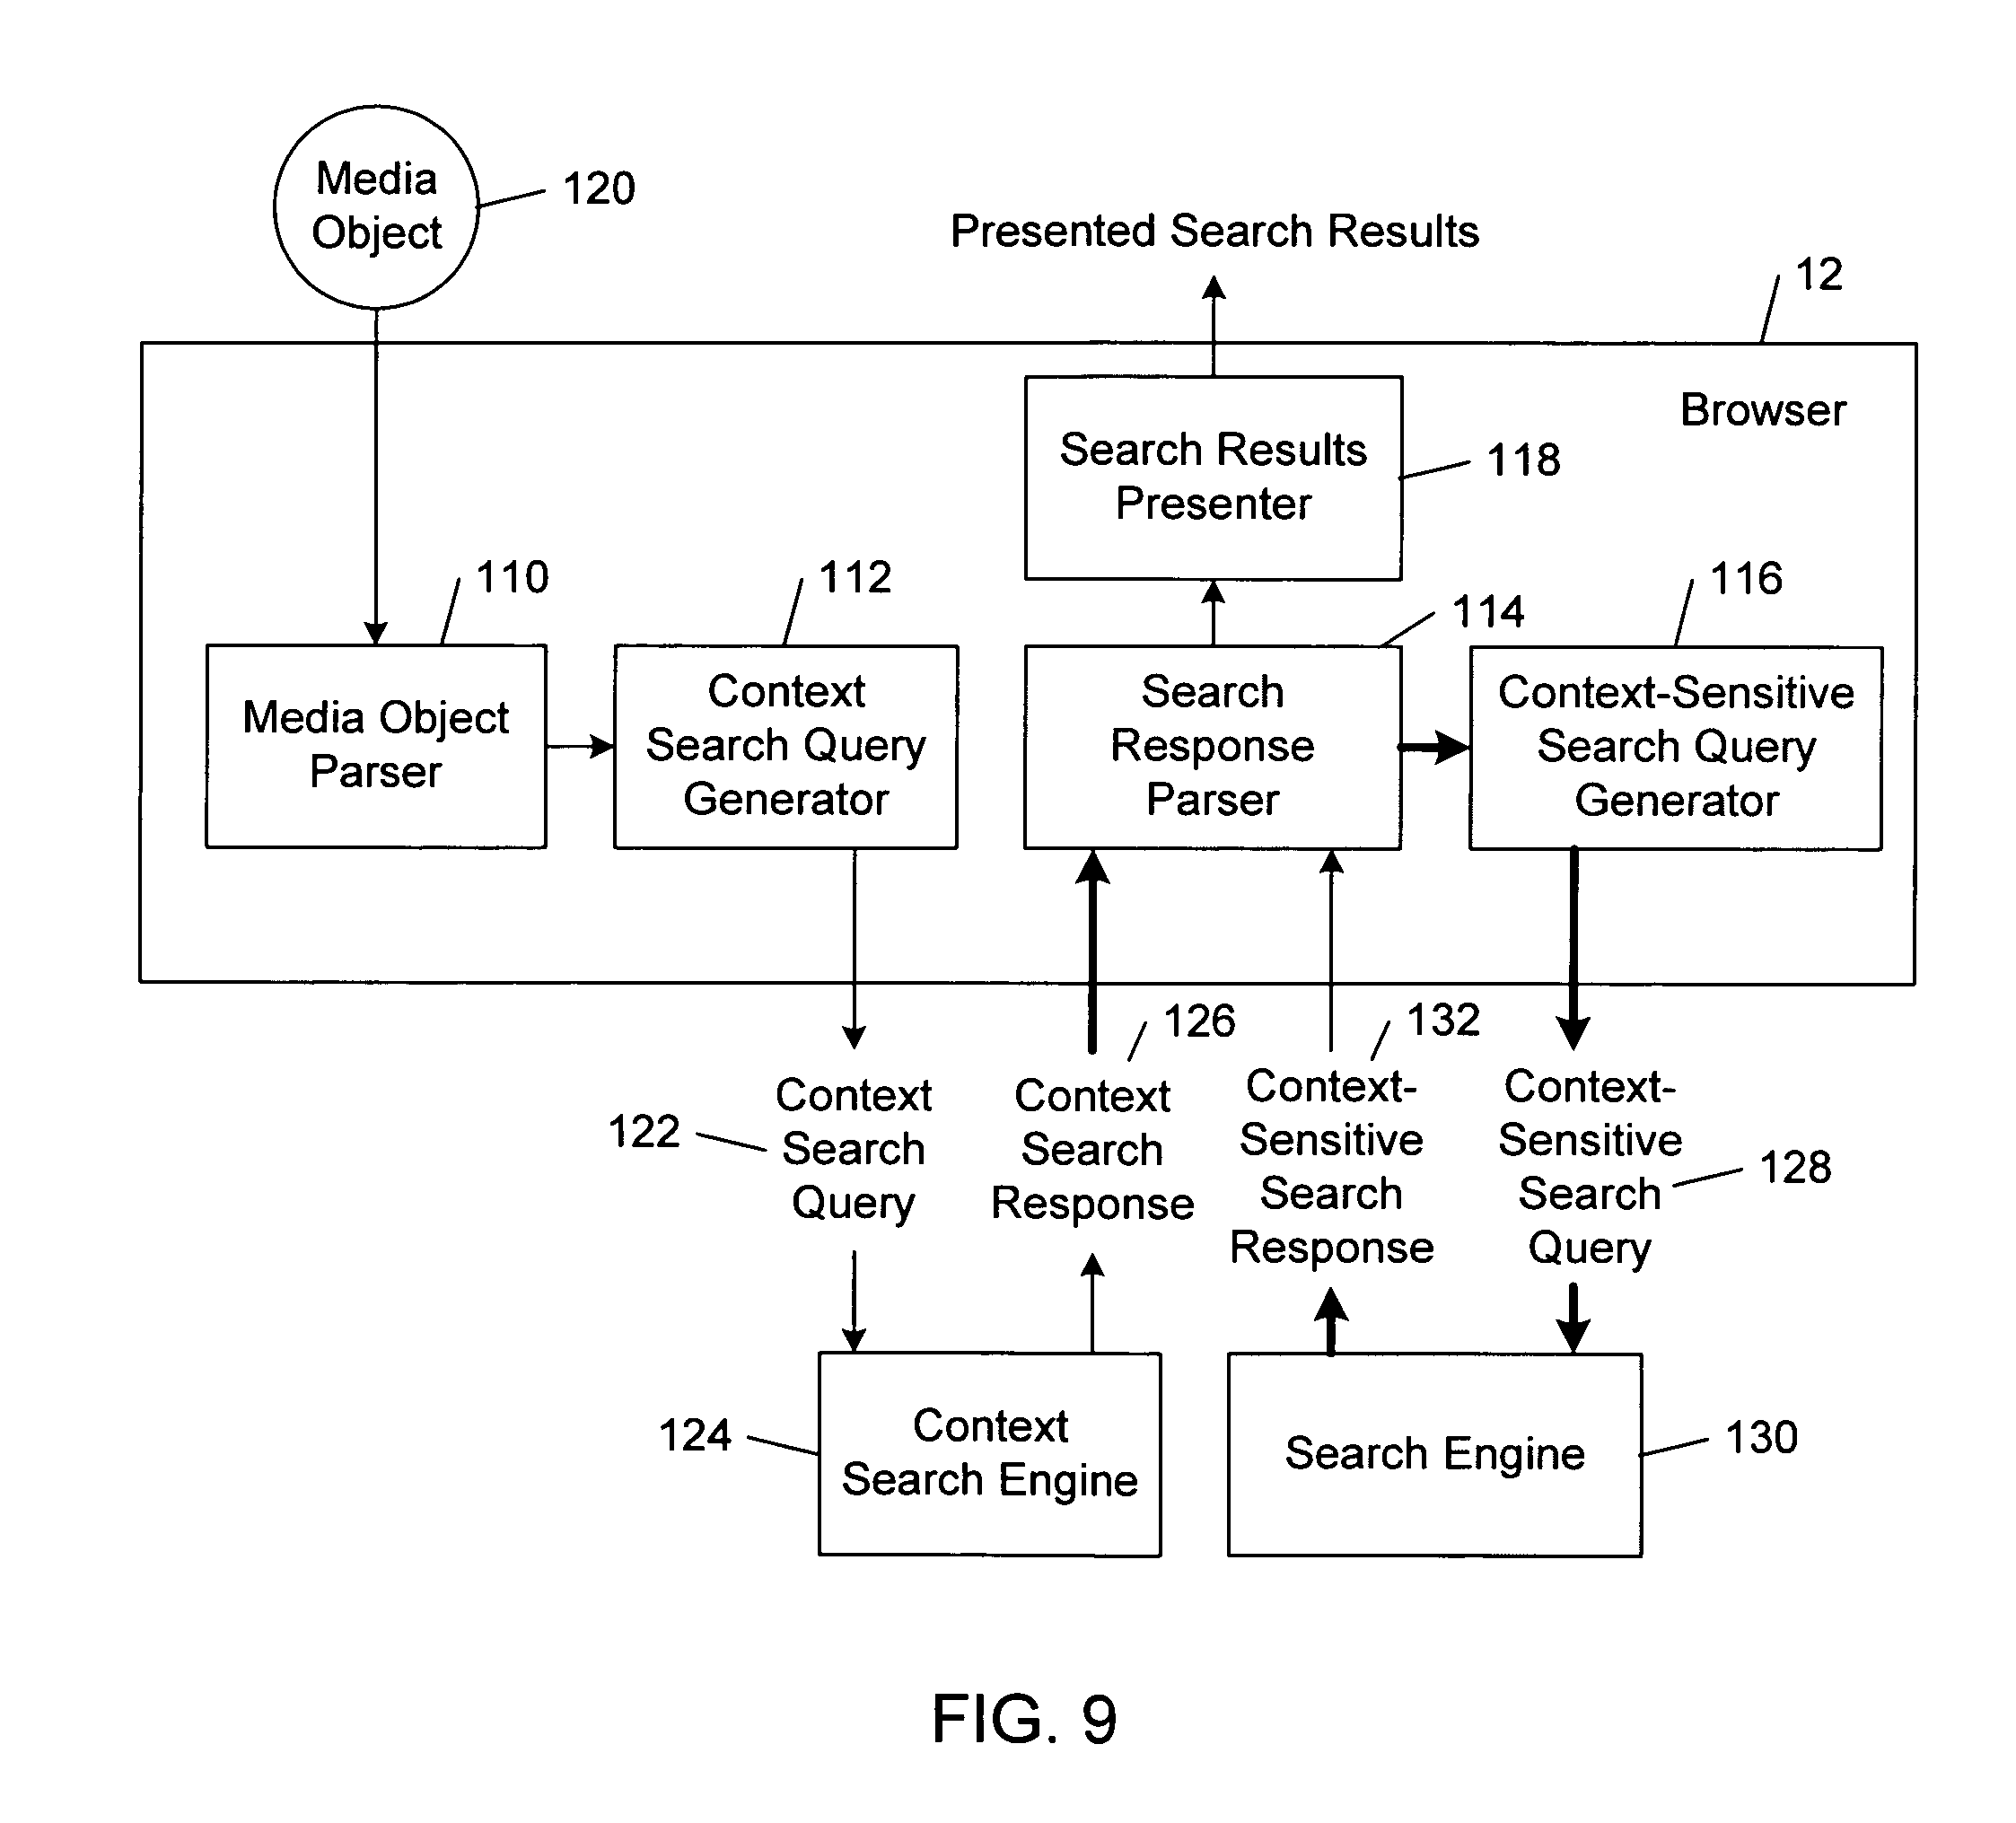 Media
Object
120
Presented Search Results
12
Browser
Search Results
Presenter
118
110
112
114
116
Media Object
Parser
Context
Search Query
Generator
Search
Response
Parser
Context-Sensitive
Search Query
Generator
126
132
Context
Search
Query
122
Context
Search
Response
Context-
Sensitive
Search
Response
Context-
Sensitive
Search
Query
128
124
Context
Search Engine
Search Engine
130
FIG. 9